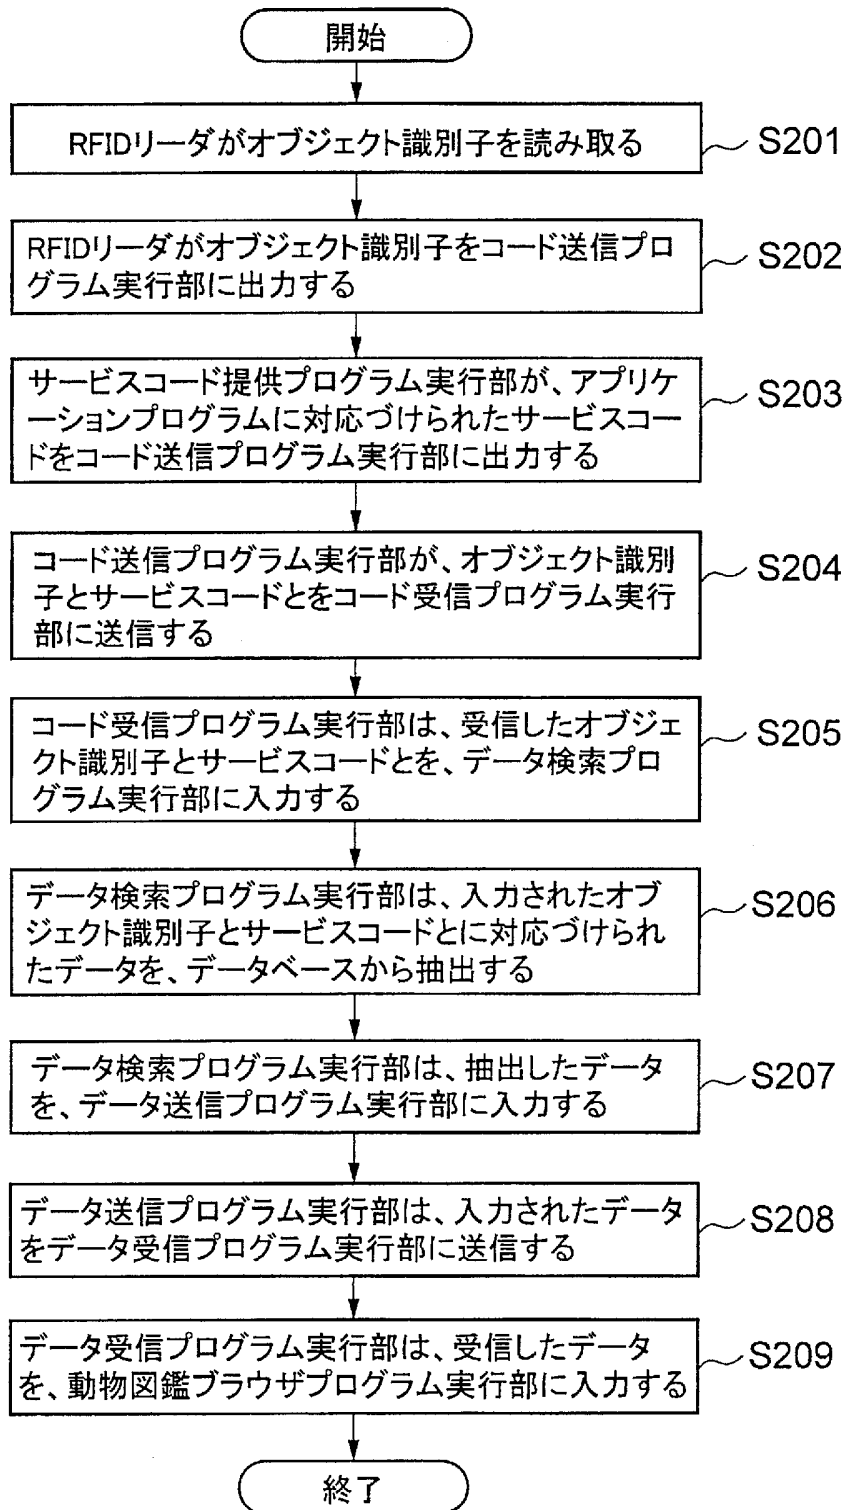 開始
RFIDリーダがオブジェクト識別子を読み取る
S201
RFIDリーダがオブジェクト識別子をコード送信プロ
グラム実行部に出力する
S202
サービスコード提供プログラム実行部が、アプリケ
ーションプログラムに対応づけられたサービスコー
ドをコード送信プログラム実行部に出力する
S203
コード送信プログラム実行部が、オブジェクト識別
子とサービスコードとをコード受信プログラム実行
部に送信する
S204
コード受信プログラム実行部は、受信したオブジェ
クト識別子とサービスコードとを、データ検索プロ
グラム実行部に入力する
S205
データ検索プログラム実行部は、入力されたオブ
ジェクト識別子とサービスコードとに対応づけられ
たデータを、データベースから抽出する
S206
データ検索プログラム実行部は、抽出したデータ
を、データ送信プログラム実行部に入力する
S207
データ送信プログラム実行部は、入力されたデータ
をデータ受信プログラム実行部に送信する
S208
データ受信プログラム実行部は、受信したデータ
を、動物図鑑ブラウザプログラム実行部に入力する
S209
終了